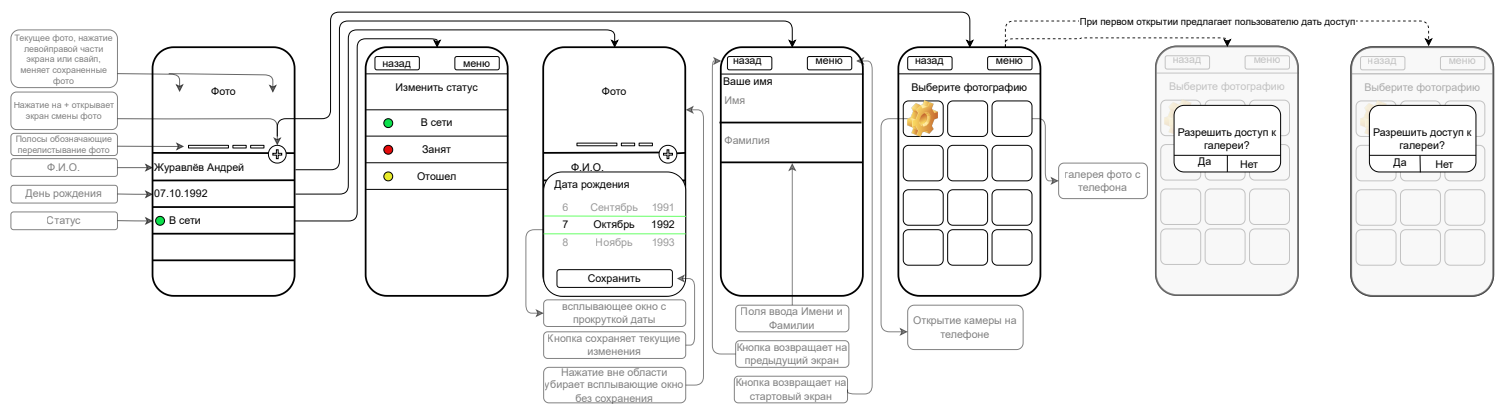 Текущее фото, нажатие
левойправой части
экрана или свайп,
меняет сохраненные
фото
Нажатие на + открывает
экран смены фото
Полосы обозначающие
перелистывание фото
Ф.И.О.
День рождения
Статус
Фото
Журавлёв Андрей
07.10.1992
В сети
назад
меню
Изменить статус
В сети
Занят
Отошел
Фото
Ф.И.О.
Дата рождения
6 Сентябрь 1991
7 Октябрь 1992
8 Ноябрь 1993
Сохранить
всплывающее окно с
прокруткой даты
Кнопка сохраняет текущие
изменения
Нажатие вне области
убирает всплывающие окно
без сохранения
назад
меню
Ваше имя
Имя
Фамилия
Поля ввода Имени и
Фамилии
Кнопка возвращает на
предыдущий экран
Кнопка возвращает на
стартовый экран
назад
меню
Выберите фотографию
Открытие камеры на
телефоне
галерея фото с
телефона
При первом открытии предлагает пользователю дать доступ
назад
меню
Выберите фотографию
Разрешить доступ к
галереи?
Да
Нет
назад
меню
Выберите фотографию
Разрешить доступ к
галереи?
Да
Нет